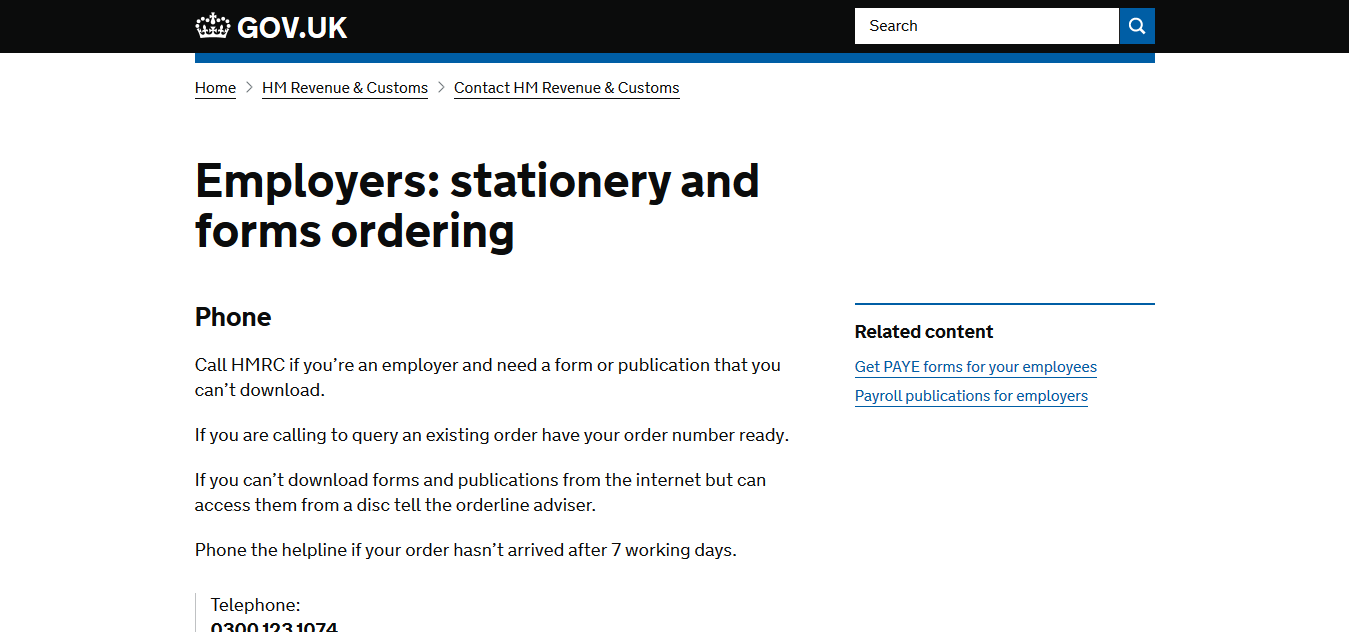 GOV.UK
Search
Home > HM Revenue & Customs > Contact HM Revenue & Customs
Employers: stationery and
forms ordering
Phone
Call HMRC if you’re an employer and need a form or publication that you
can’t download.
If you are calling to query an existing order have your order number ready.
If you can’t download forms and publications from the internet but can
access them from a disc tell the orderline adviser.
Phone the helpline if your order hasn’t arrived after 7 working days.
Telephone:
0300 123 1074
Related content
Get PAYE forms for your employees
Payroll publications for employers